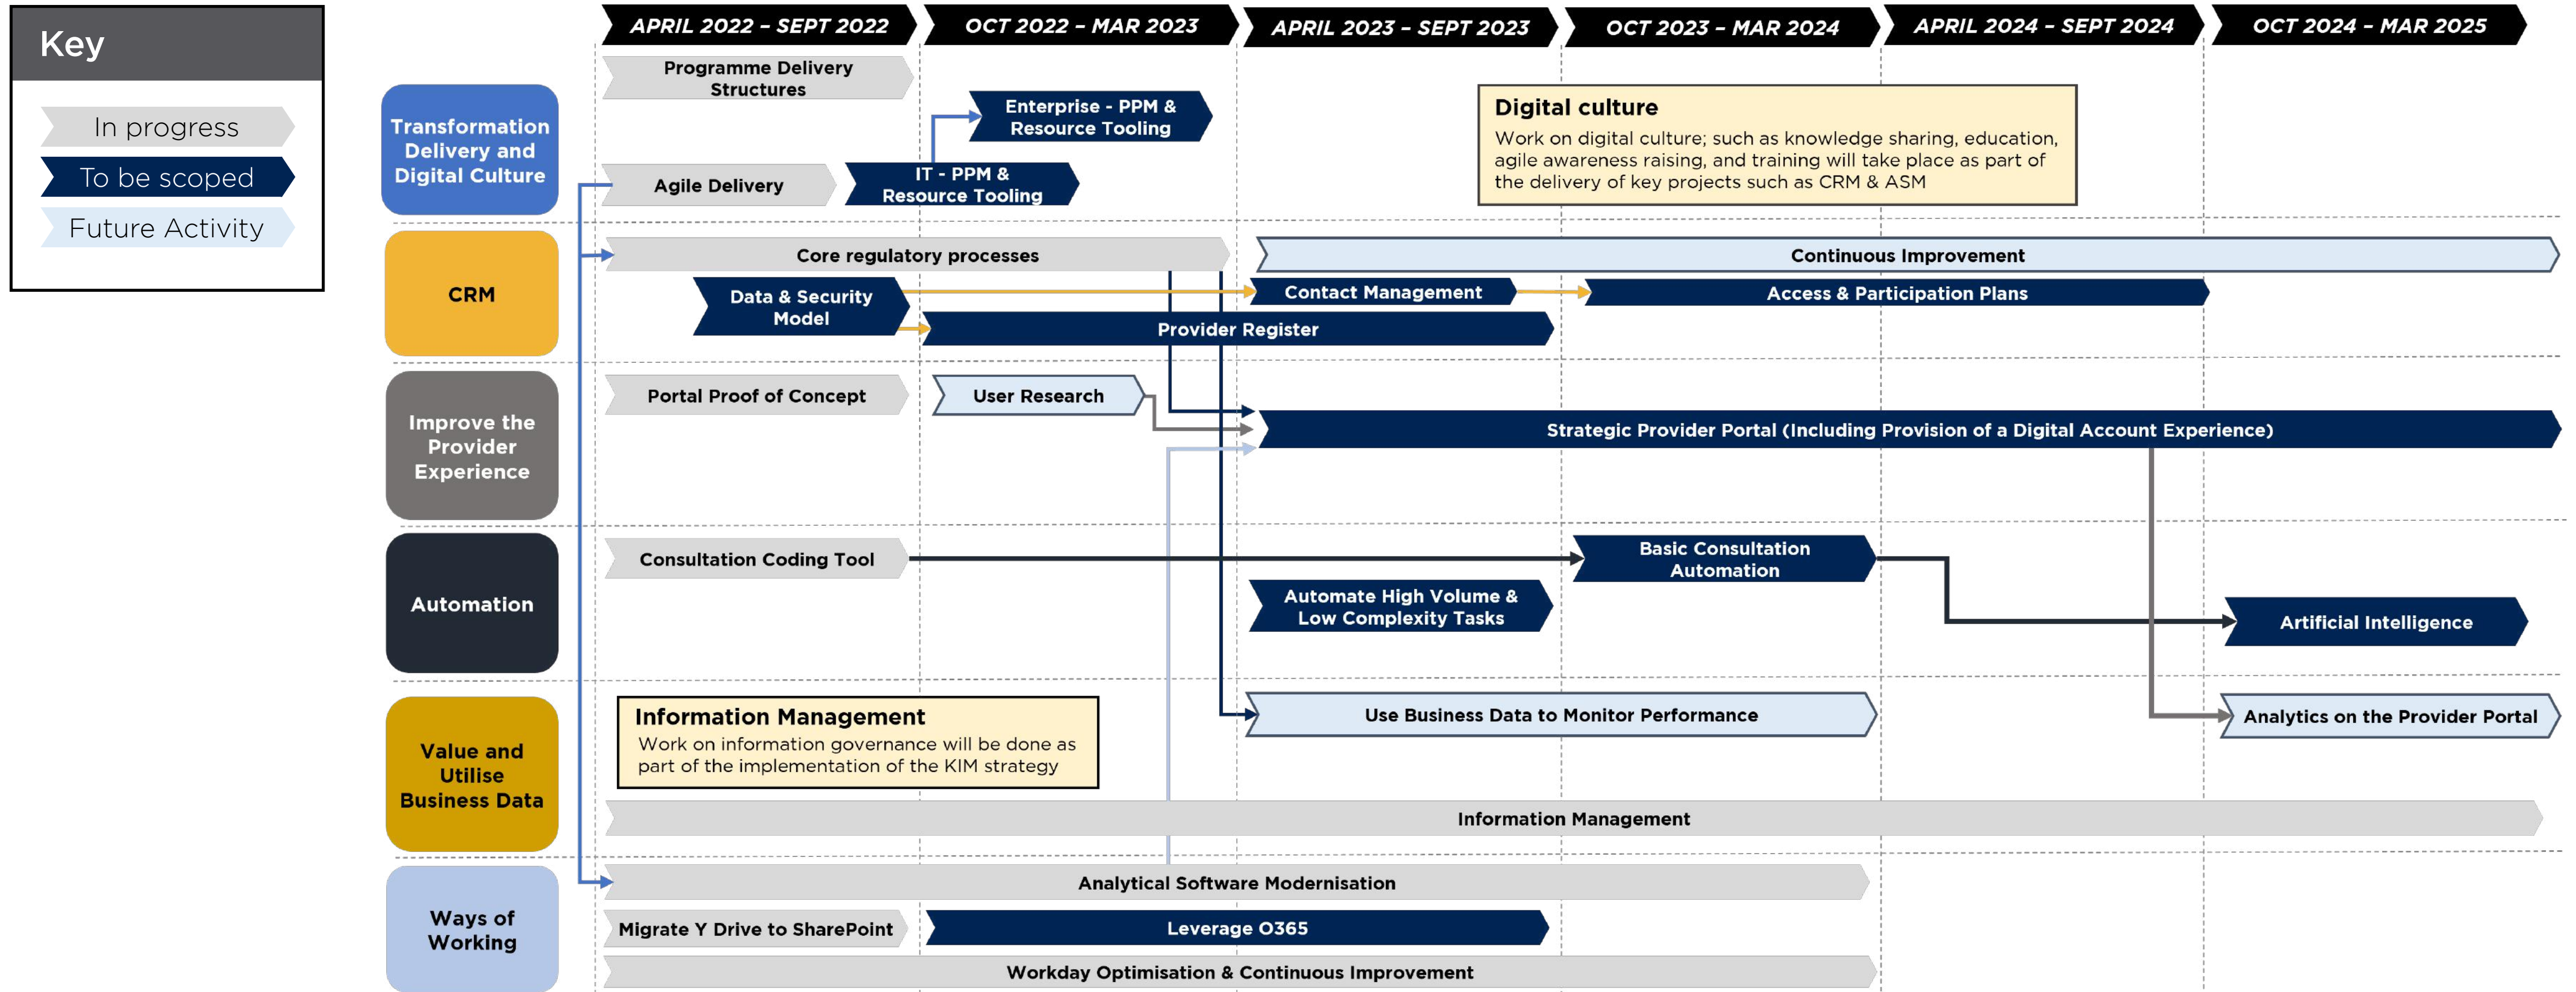 Key
In progress
To be scoped
Future Activity
APRIL 2022 – SEPT 2022
OCT 2022 – MAR 2023
APRIL 2023 – SEPT 2023
OCT 2023 – MAR 2024
APRIL 2024 – SEPT 2024
OCT 2024 – MAR 2025
Transformation
Delivery and
Digital Culture
Programme Delivery
Structures
Enterprise - PPM &
Resource Tooling
Agile Delivery
IT - PPM &
Resource Tooling
Digital culture
Work on digital culture; such as knowledge sharing, education,
agile awareness raising, and training will take place as part of
the delivery of key projects such as CRM & ASM
CRM
Core regulatory processes
Continuous Improvement
Data & Security
Model
Contact Management
Access & Participation Plans
Provider Register
Improve the
Provider
Experience
Portal Proof of Concept
User Research
Strategic Provider Portal (Including Provision of a Digital Account Experience)
Automation
Consultation Coding Tool
Basic Consultation
Automation
Automate High Volume &
Low Complexity Tasks
Artificial Intelligence
Value and
Utilise
Business Data
Information Management
Work on information governance will be done as
part of the implementation of the KIM strategy
Use Business Data to Monitor Performance
Analytics on the Provider Portal
Information Management
Ways of
Working
Analytical Software Modernisation
Migrate Y Drive to SharePoint
Leverage O365
Workday Optimisation & Continuous Improvement